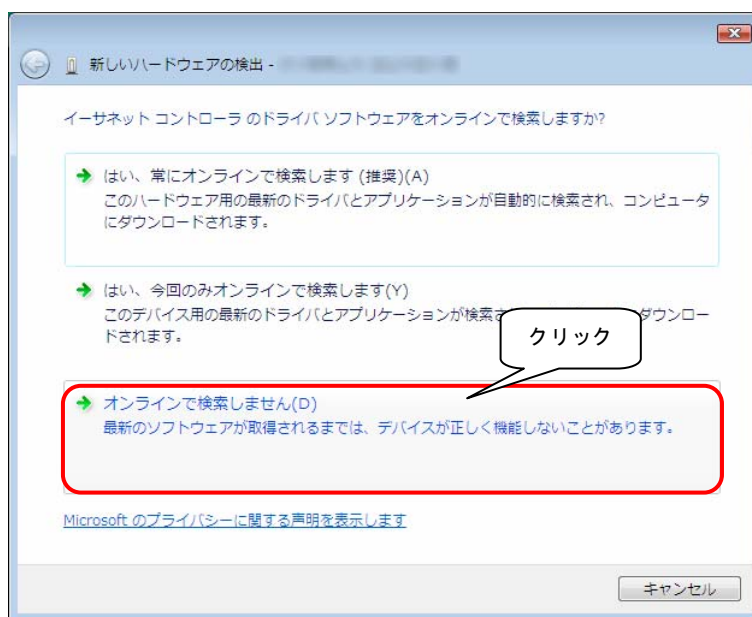 新しいハードウェアの検出 -
イーサネット コントローラ のドライバ ソフトウェアをオンラインで検索しますか?
はい、常にオンラインで検索します (推奨)(A)
このハードウェア用の最新のドライバとアプリケーションが自動的に検索され、コンピュータ
にダウンロードされます。
はい、今回のみオンラインで検索します(Y)
このデバイス用の最新のドライバとアプリケーションが検索さ ダウンロー
ドされます。
クリック
オンラインで検索しません(D)
最新のソフトウェアが取得されるまでは、デバイスが正しく機能しないことがあります。
Microsoft のプライバシーに関する声明を表示します
キャンセル